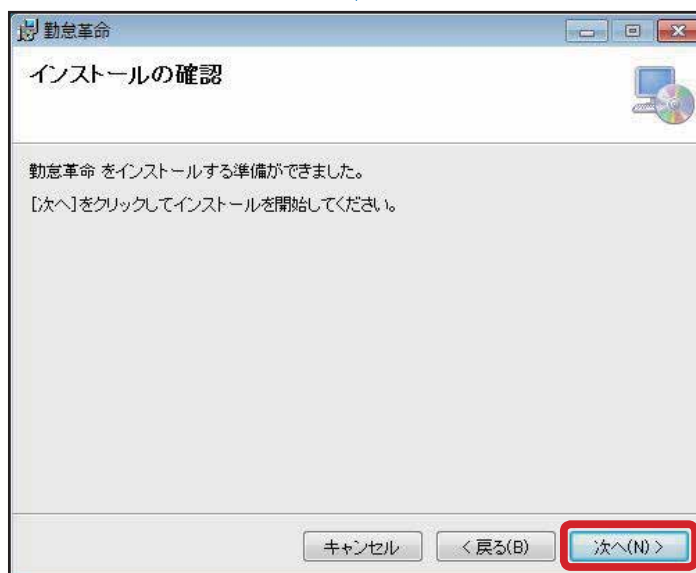 勤怠革命
インストールの確認
勤怠革命 をインストールする準備ができました。
[次へ]をクリックしてインストールを開始してください。
キャンセル
< 戻る(B)
次へ(N) >